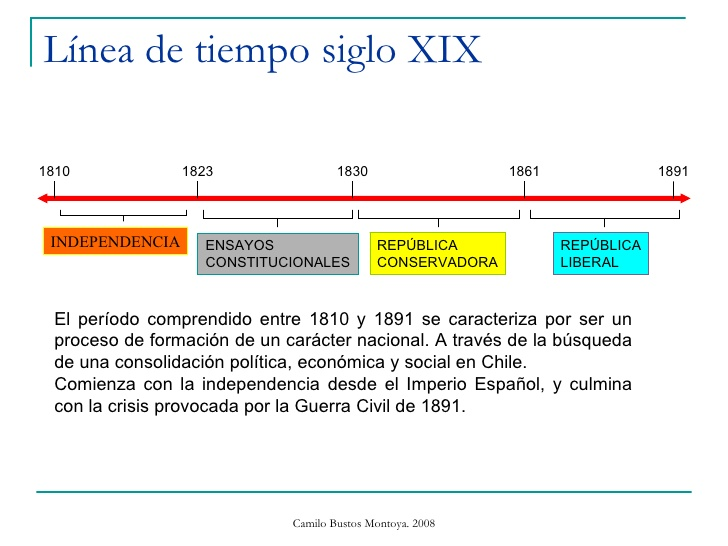 Línea de tiempo siglo XIX
1810 1823 1830 1861 1891
INDEPENDENCIA
ENSAYOS
CONSTITUCIONALES
REPÚBLICA
CONSERVADORA
REPÚBLICA
LIBERAL
El período comprendido entre 1810 y 1891 se caracteriza por ser un
proceso de formación de un carácter nacional. A través de la búsqueda
de una consolidación política, económica y social en Chile.
Comienza con la independencia desde el Imperio Español, y culmina
con la crisis provocada por la Guerra Civil de 1891.
Camilo Bustos Montoya. 2008